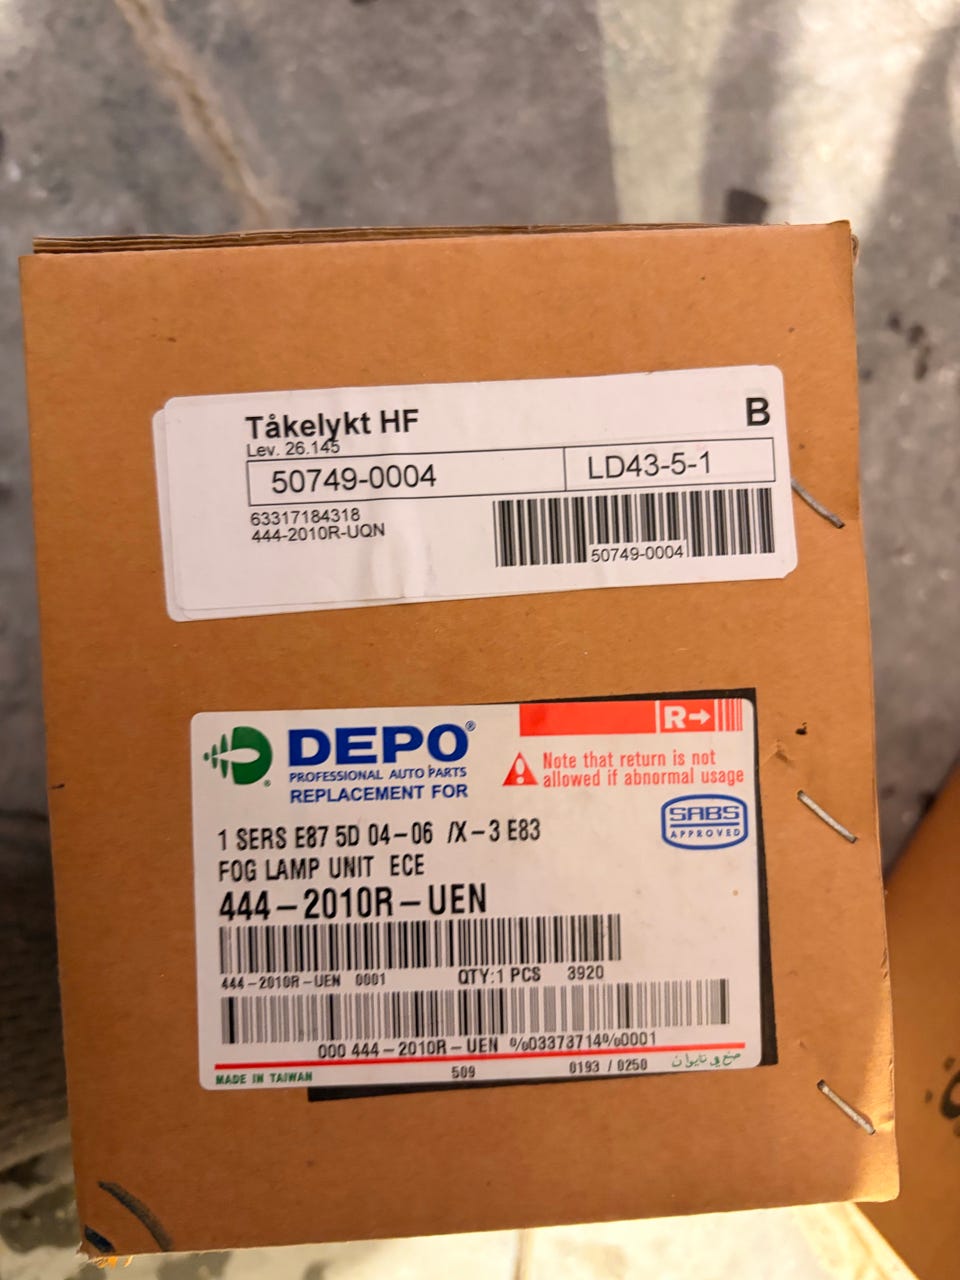 Tåkelykt HF
B
Lev. 26.145
50749-0004
LD43-5-1
63317184318
444-2010R-UQN
50749-0004
DEPO®
PROFESSIONAL AUTO PARTS
REPLACEMENT FOR
R→
Note that return is not
allowed if abnormal usage
SABS
APPROVED
1 SERS E87 5D 04-06 /X-3 E83
FOG LAMP UNIT ECE
444-2010R-UEN
444-2010R-UEN 0001 QTY:1 PCS 3920
000 444-2010R-UEN %03373714%0001
MADE IN TAIWAN 509 0193 / 0250 صنع في تايوان